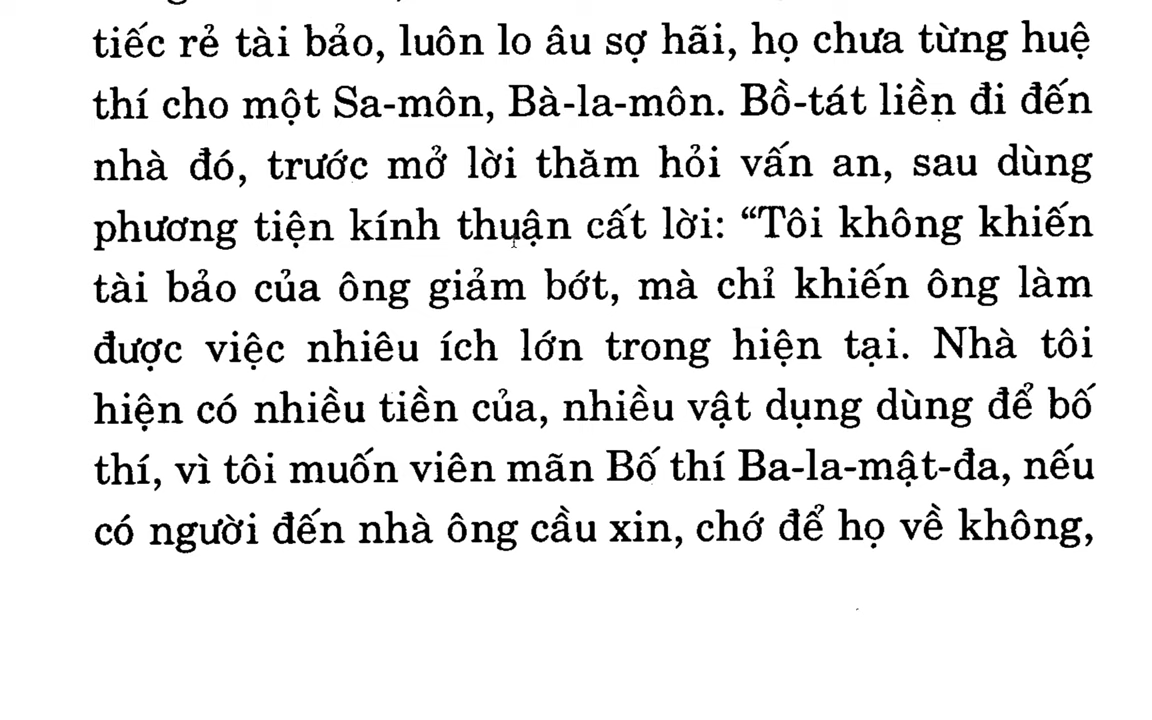 tiếc rẻ tài bảo, luôn lo âu sợ hãi, họ chưa từng huệ
thí cho một Sa-môn, Bà-la-môn. Bồ-tát liền đi đến
nhà đó, trước mở lời thăm hỏi vấn an, sau dùng
phương tiện kính thuận cất lời: “Tôi không khiến
tài bảo của ông giảm bớt, mà chỉ khiến ông làm
được việc nhiêu ích lớn trong hiện tại. Nhà tôi
hiện có nhiều tiền của, nhiều vật dụng dùng để bố
thí, vì tôi muốn viên mãn Bố thí Ba-la-mật-đa, nếu
có người đến nhà ông cầu xin, chớ để họ về không,